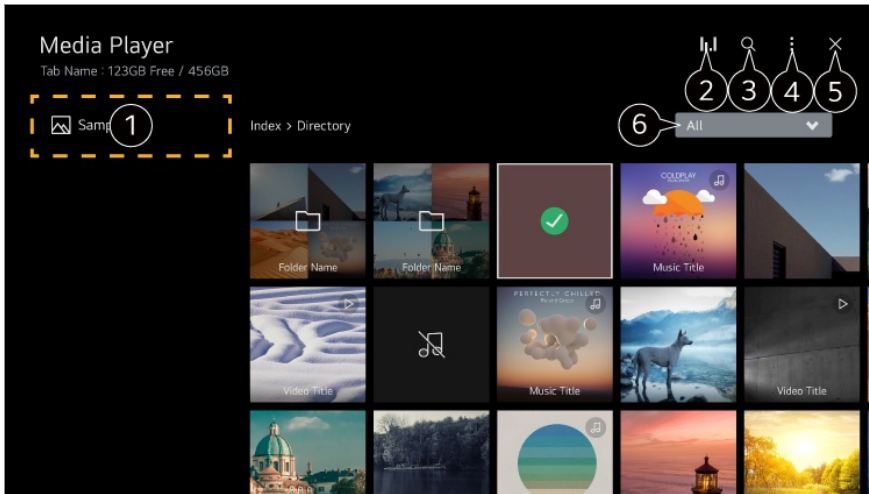 Media Player
Tab Name : 123GB Free / 456GB
2 3 4 5
Samp 1
Index > Directory
6
All
Folder Name
Folder Name
COLDPLAY
Music Title
PERFECTLY CHILLED
Video Title
Music Title
Video Title